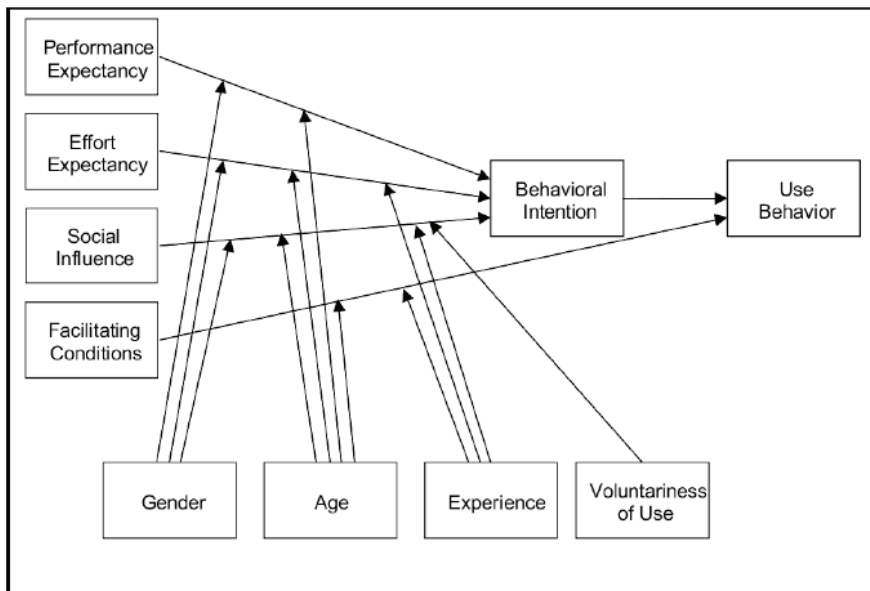 Performance
Expectancy
Effort
Expectancy
Social
Influence
Facilitating
Conditions
Behavioral
Intention
Use
Behavior
Gender
Age
Experience
Voluntariness
of Use